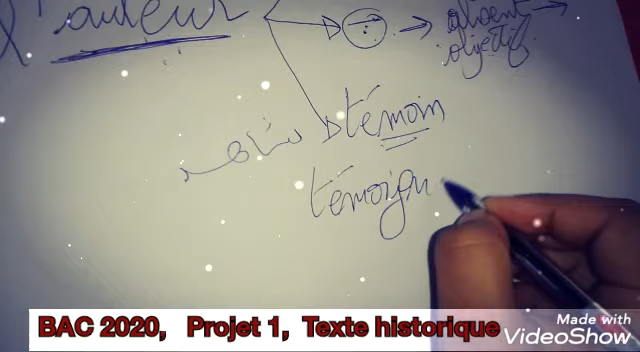 l'auteur
absent
objectif
témoin شاهد
témoign
BAC 2020, Projet 1, Texte historique
Made with
VideoShow